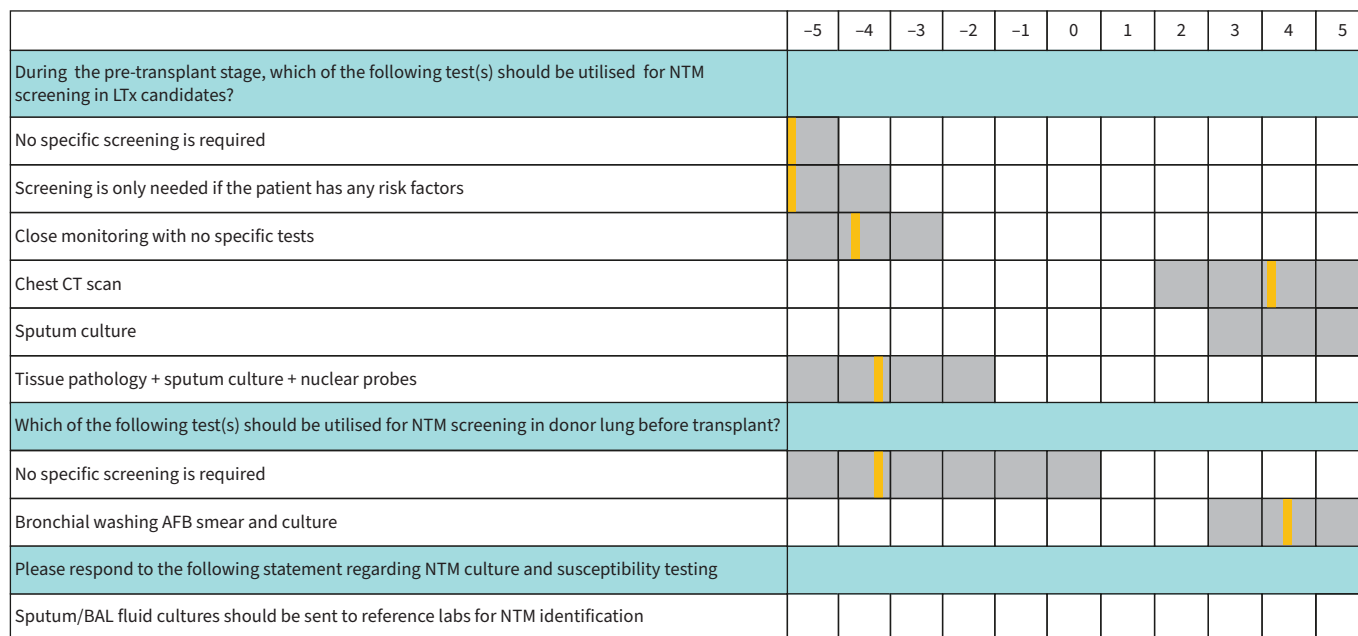 –5 –4 –3 –2 –1 0 1 2 3 4 5
During the pre-transplant stage, which of the following test(s) should be utilised for NTM
screening in LTx candidates?
No specific screening is required
Screening is only needed if the patient has any risk factors
Close monitoring with no specific tests
Chest CT scan
Sputum culture
Tissue pathology + sputum culture + nuclear probes
Which of the following test(s) should be utilised for NTM screening in donor lung before transplant?
No specific screening is required
Bronchial washing AFB smear and culture
Please respond to the following statement regarding NTM culture and susceptibility testing
Sputum/BAL fluid cultures should be sent to reference labs for NTM identification